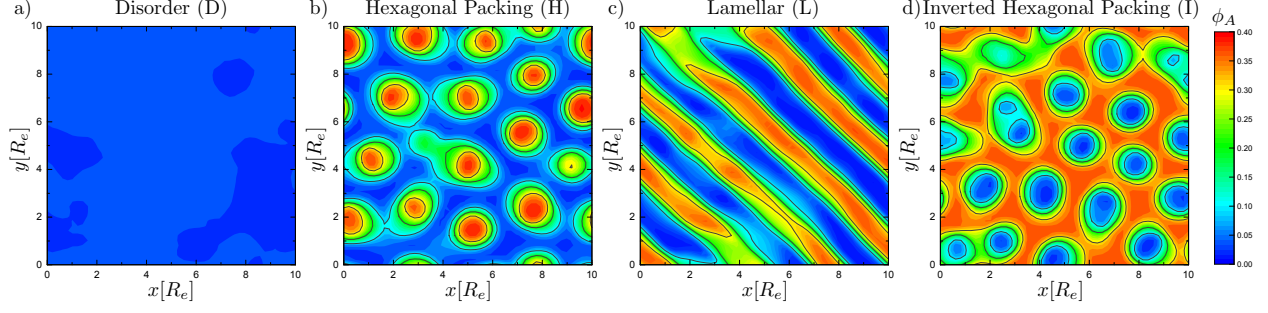 a) Disorder (D)
b) Hexagonal Packing (H)
c) Lamellar (L)
d) Inverted Hexagonal Packing (I)
ϕ_A
10
8
6
4
2
0
y[R_e]
0 2 4 6 8 10
x[R_e]
10
8
6
4
2
0
y[R_e]
0 2 4 6 8 10
x[R_e]
10
8
6
4
2
0
y[R_e]
0 2 4 6 8 10
x[R_e]
10
8
6
4
2
0
y[R_e]
0 2 4 6 8 10
x[R_e]
0.40
0.35
0.30
0.25
0.20
0.15
0.10
0.05
0.00